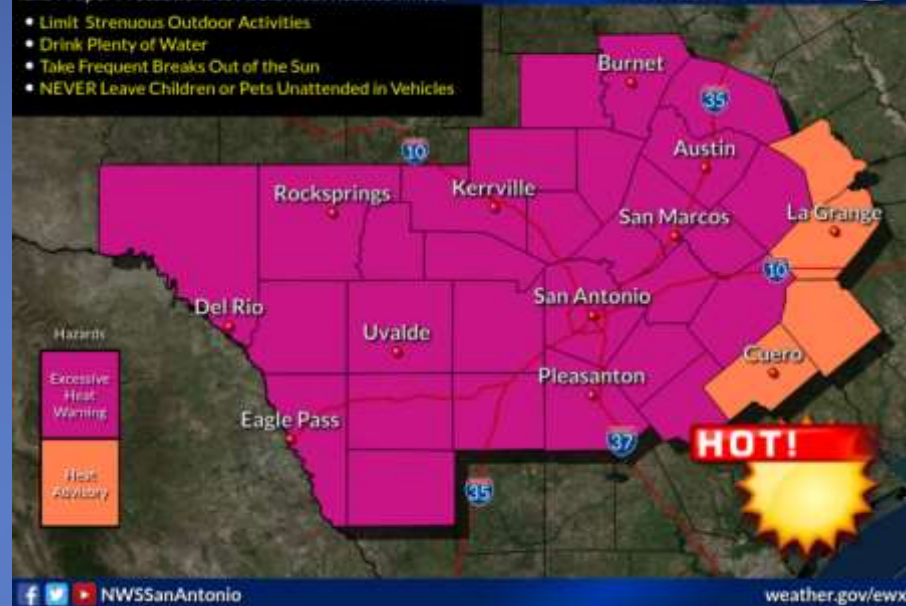 • Limit Strenuous Outdoor Activities
• Drink Plenty of Water
• Take Frequent Breaks Out of the Sun
• NEVER Leave Children or Pets Unattended in Vehicles
Burnet
35
Austin
10
Rocksprings
Kerrville
San Marcos
La Grange
10
Del Rio
San Antonio
Uvalde
Hazards
Excessive
Heat
Warning
Cuero
Pleasanton
Eagle Pass
HOT!
37
Heat
Advisory
35
NWSSanAntonio
weather.gov/ewx